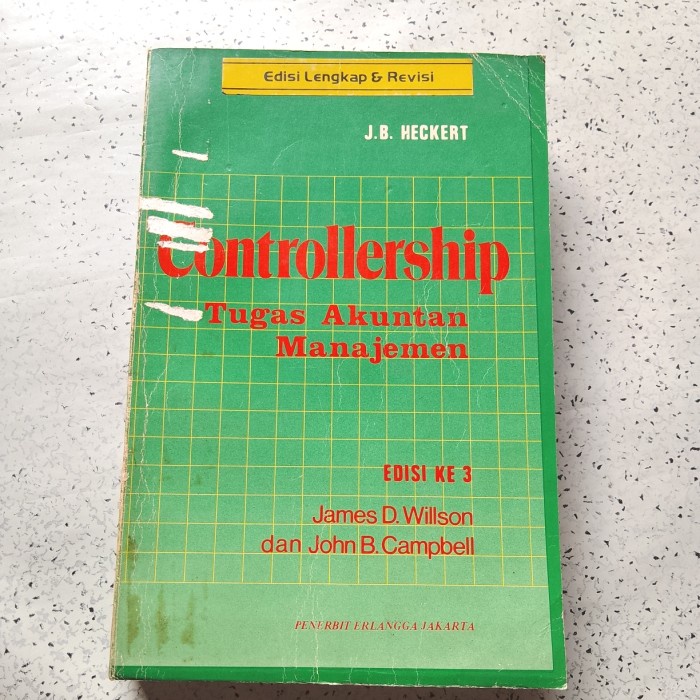 Edisi Lengkap & Revisi
J.B. HECKERT
Controllership
Tugas Akuntan
Manajemen
EDISI KE 3
James D. Willson
dan John B. Campbell
PENERBIT ERLANGGA JAKARTA